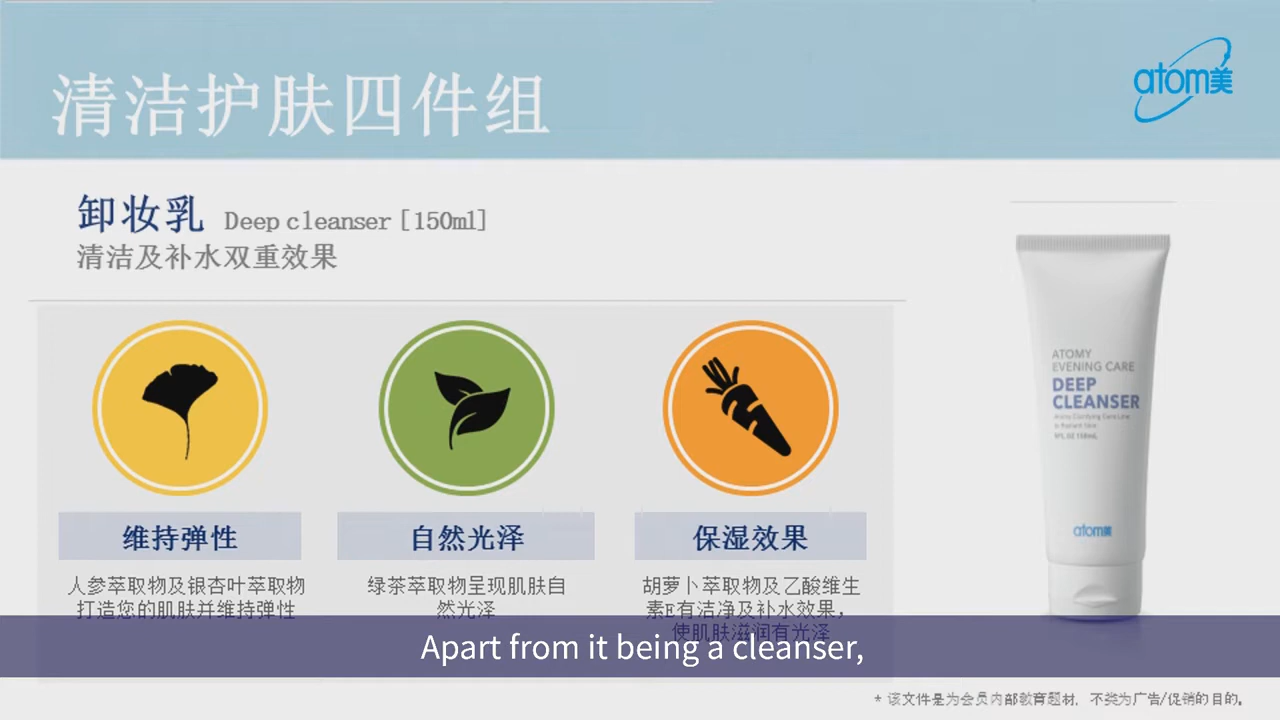 清洁护肤四件组
atom美
卸妆乳 Deep cleanser [150ml]
清洁及补水双重效果
维持弹性
人参萃取物及银杏叶萃取物
打造您的肌肤并维持弹性
自然光泽
绿茶萃取物呈现肌肤自
然光泽
保湿效果
胡萝卜萃取物及乙酸维生
素E有洁净及补水效果，
使肌肤滋润有光泽
ATOMY
EVENING CARE
DEEP
CLEANSER
atom美
Apart from it being a cleanser,
* 该文件是为会员内部教育题材，不类为广告/促销的目的。